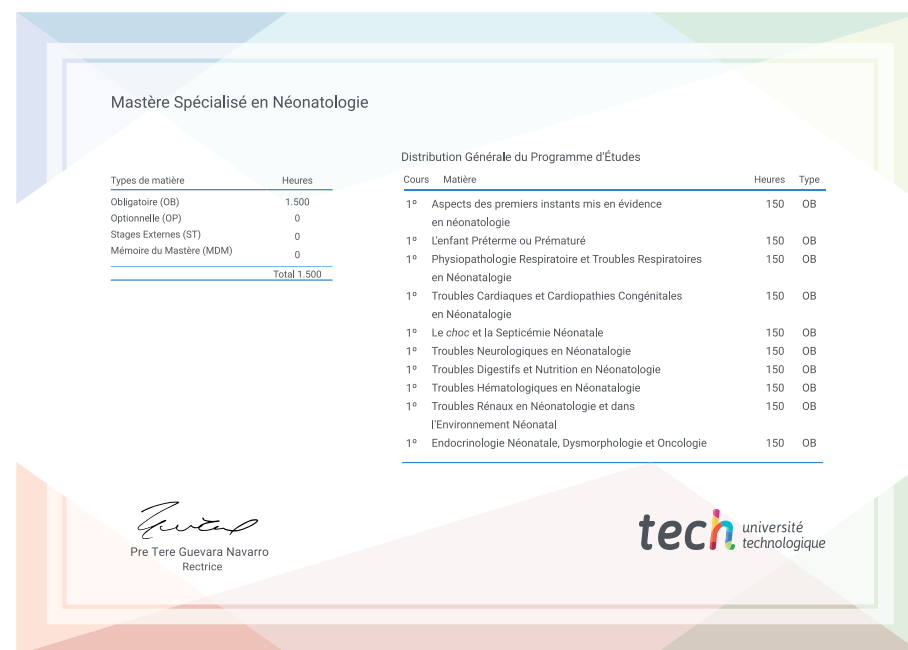 Mastère Spécialisé en Néonatologie
Types de matière Heures
Obligatoire (OB) 1.500
Optionnelle (OP) 0
Stages Externes (ST) 0
Mémoire du Mastère (MDM) 0
Total 1.500
Distribution Générale du Programme d'Études
Cours Matière Heures Type
1º Aspects des premiers instants mis en évidence 150 OB
en néonatologie
1º L'enfant Préterme ou Prématuré 150 OB
1º Physiopathologie Respiratoire et Troubles Respiratoires 150 OB
en Néonatalogie
1º Troubles Cardiaques et Cardiopathies Congénitales 150 OB
en Néonatalogie
1º Le choc et la Septicémie Néonatale 150 OB
1º Troubles Neurologiques en Néonatalogie 150 OB
1º Troubles Digestifs et Nutrition en Néonatologie 150 OB
1º Troubles Hématologiques en Néonatalogie 150 OB
1º Troubles Rénaux en Néonatologie et dans 150 OB
l'Environnement Néonatal
1º Endocrinologie Néonatale, Dysmorphologie et Oncologie 150 OB
Pre Tere Guevara Navarro
Rectrice
tech université
technologique